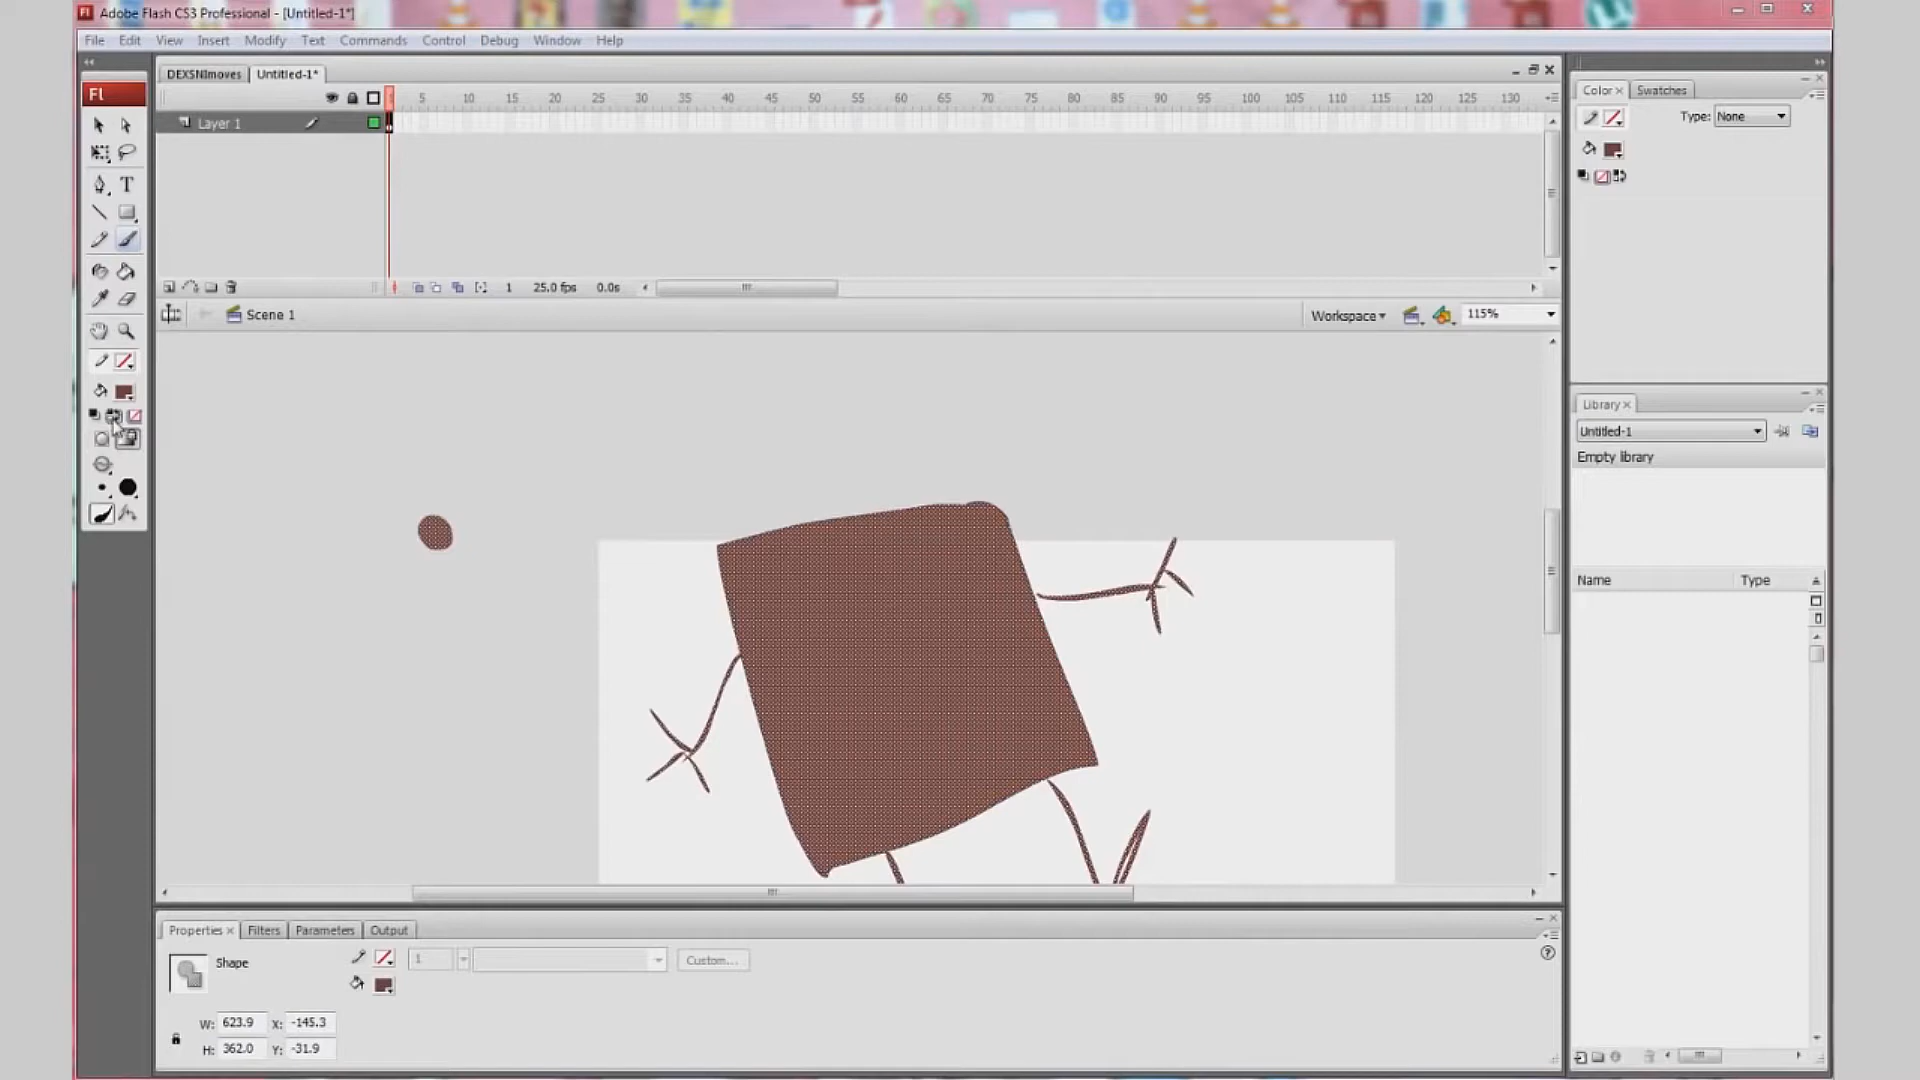 Adobe Flash CS3 Professional - [Untitled-1*]
File Edit View Insert Modify Text Commands Control Debug Window Help
DEXSNImoves Untitled-1*
Fl
5 10 15 20 25 30 35 40 45 50 55 60 65 70 75 80 85 90 95 100 105 110 115 120 125 130
Layer 1
1 25.0 fps 0.0s
Scene 1
Workspace 115%
Color Swatches
Type: None
Library
Untitled-1
Empty library
Name Type
Properties Filters Parameters Output
Shape
1 Custom...
W: 623.9 X: -145.3
H: 362.0 Y: -31.9